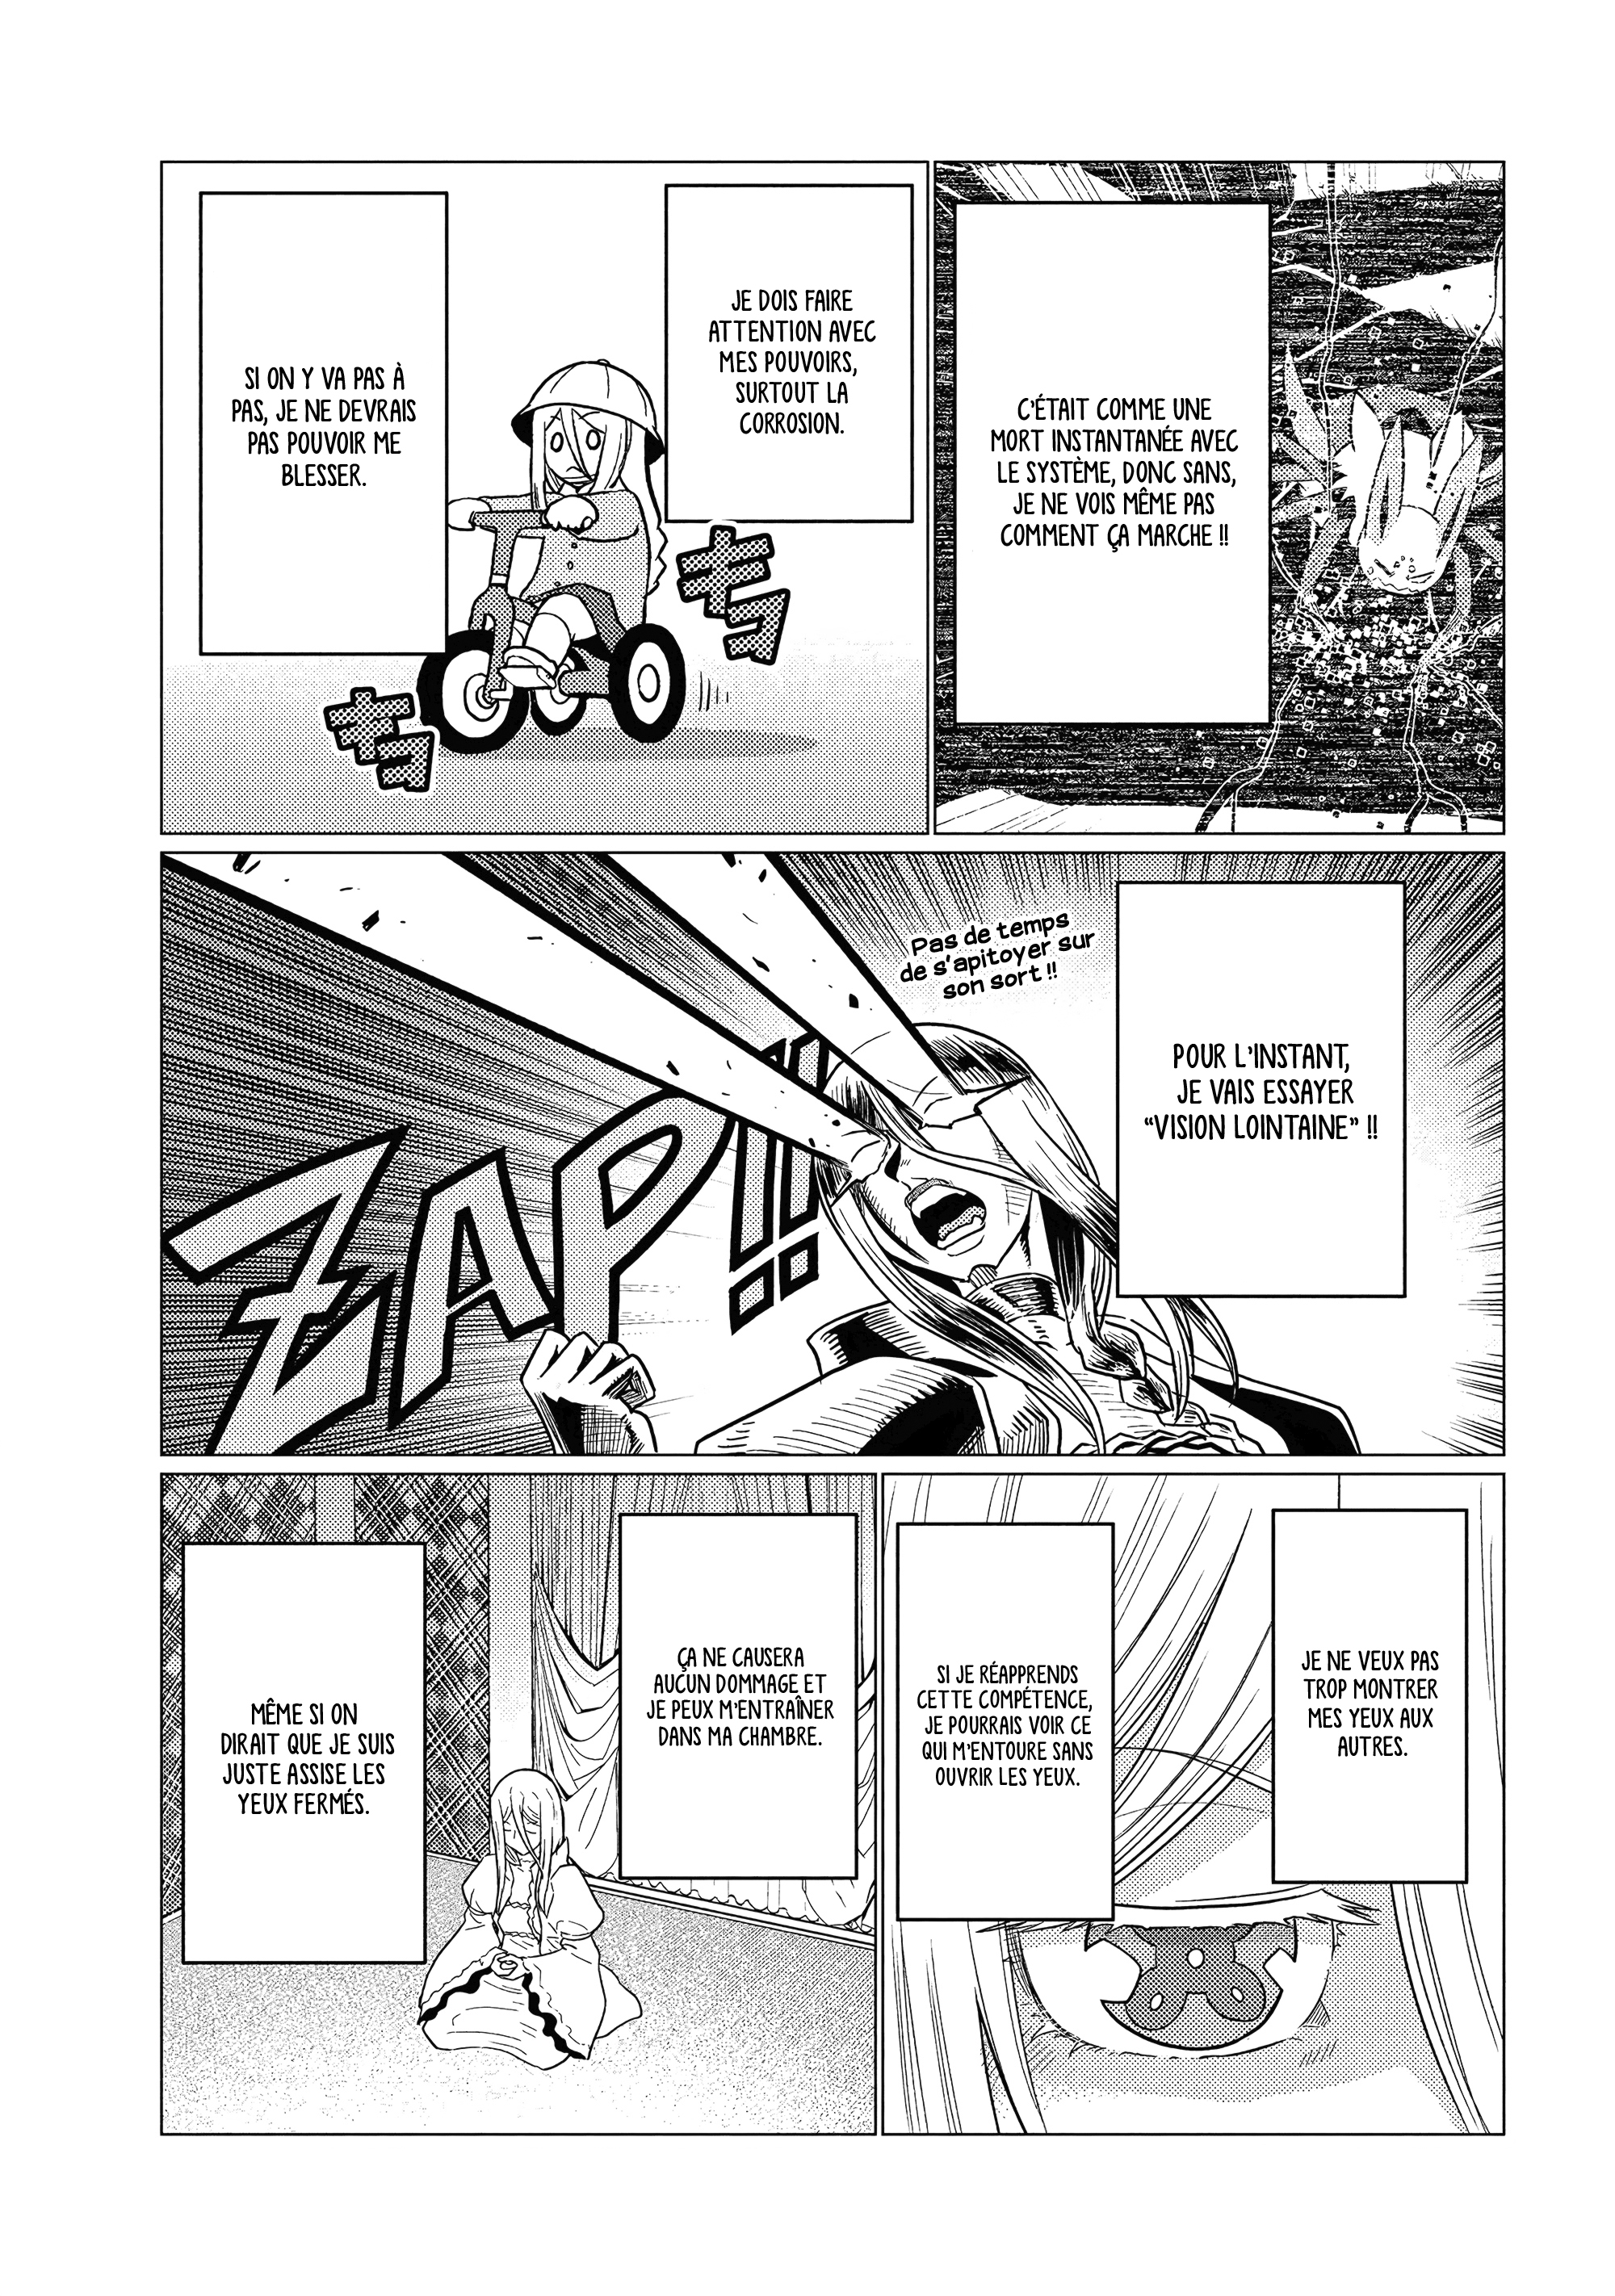 C'ÉTAIT COMME UNE
MORT INSTANTANÉE AVEC
LE SYSTÈME, DONC SANS,
JE NE VOIS MÊME PAS
COMMENT ÇA MARCHE !!
JE DOIS FAIRE
ATTENTION AVEC
MES POUVOIRS,
SURTOUT LA
CORROSION.
SI ON Y VA PAS À
PAS, JE NE DEVRAIS
PAS POUVOIR ME
BLESSER.
キコ
キコ
POUR L'INSTANT,
JE VAIS ESSAYER
"VISION LOINTAINE" !!
Pas de temps
de s'apitoyer sur
son sort !!
ZAP!!
JE NE VEUX PAS
TROP MONTRER
MES YEUX AUX
AUTRES.
SI JE RÉAPPRENDS
CETTE COMPÉTENCE,
JE POURRAIS VOIR CE
QUI M'ENTOURE SANS
OUVRIR LES YEUX.
ÇA NE CAUSERA
AUCUN DOMMAGE ET
JE PEUX M'ENTRAÎNER
DANS MA CHAMBRE.
MÊME SI ON
DIRAIT QUE JE SUIS
JUSTE ASSISE LES
YEUX FERMÉS.